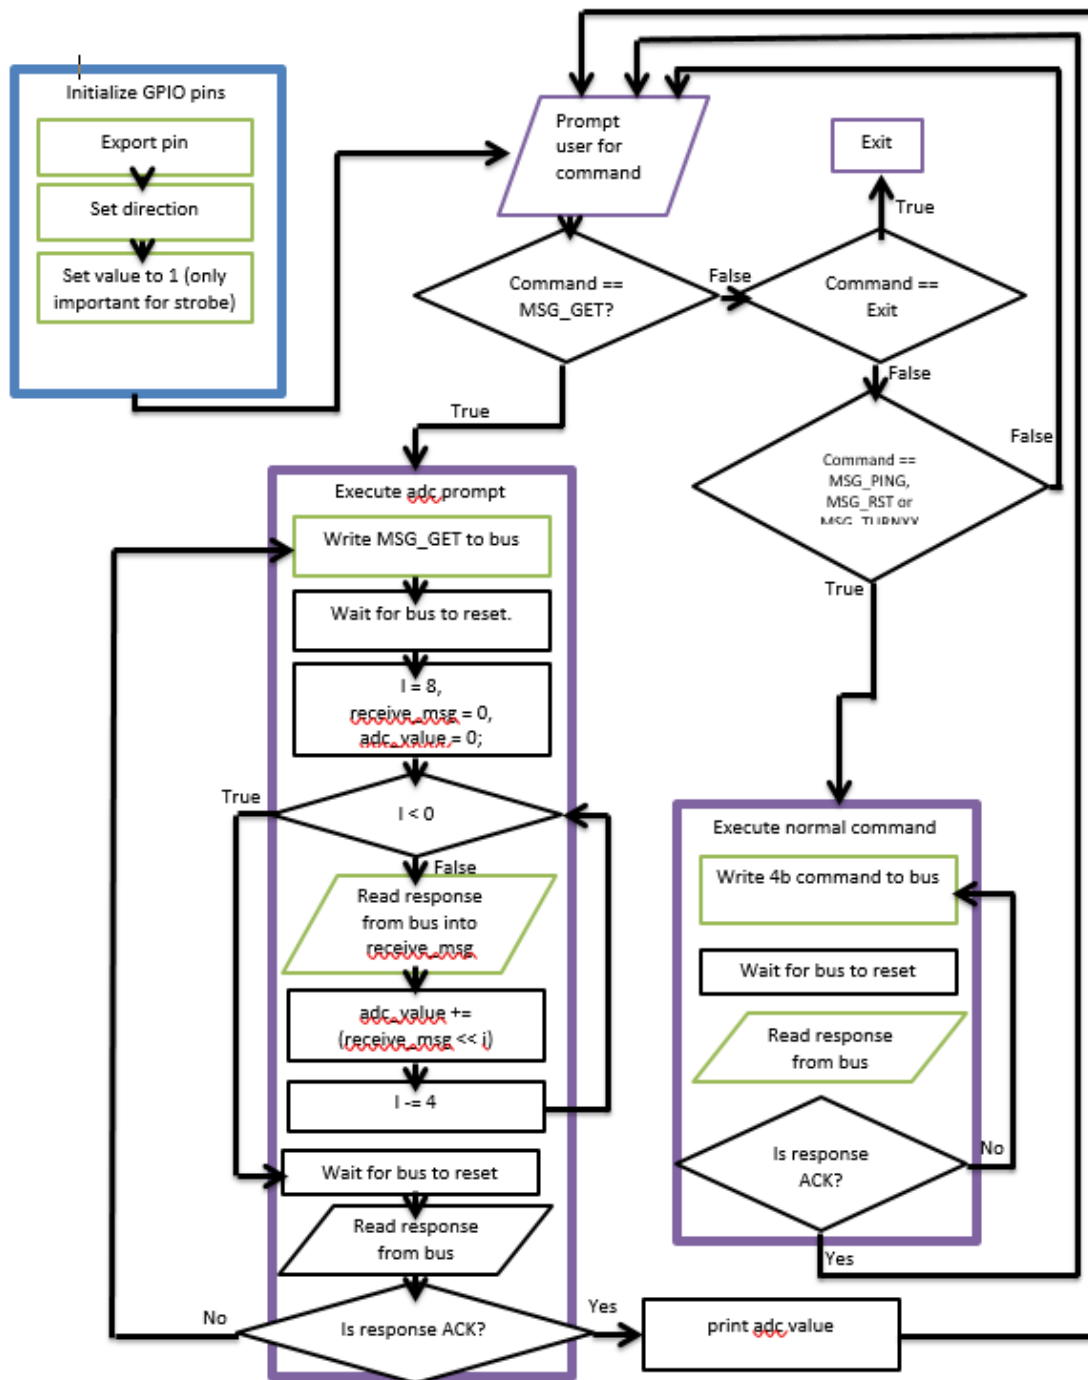 Initialize GPIO pins
Export pin
Set direction
Set value to 1 (only
important for strobe)
Prompt
user for
command
Exit
True
Command ==
MSG_GET?
False
Command ==
Exit
False
True
False
Command ==
MSG_PING,
MSG_RST or
MSG_TURNXX
True
Execute adc prompt
Write MSG_GET to bus
Wait for bus to reset.
I = 8,
receive_msg = 0,
adc_value = 0;
True
I < 0
False
Read response
from bus into
receive_msg
adc_value +=
(receive_msg << i)
I -= 4
Wait for bus to reset
Read response
from bus
No
Is response ACK?
Yes
print adc value
Execute normal command
Write 4b command to bus
Wait for bus to reset
Read response
from bus
Is response
ACK?
No
Yes